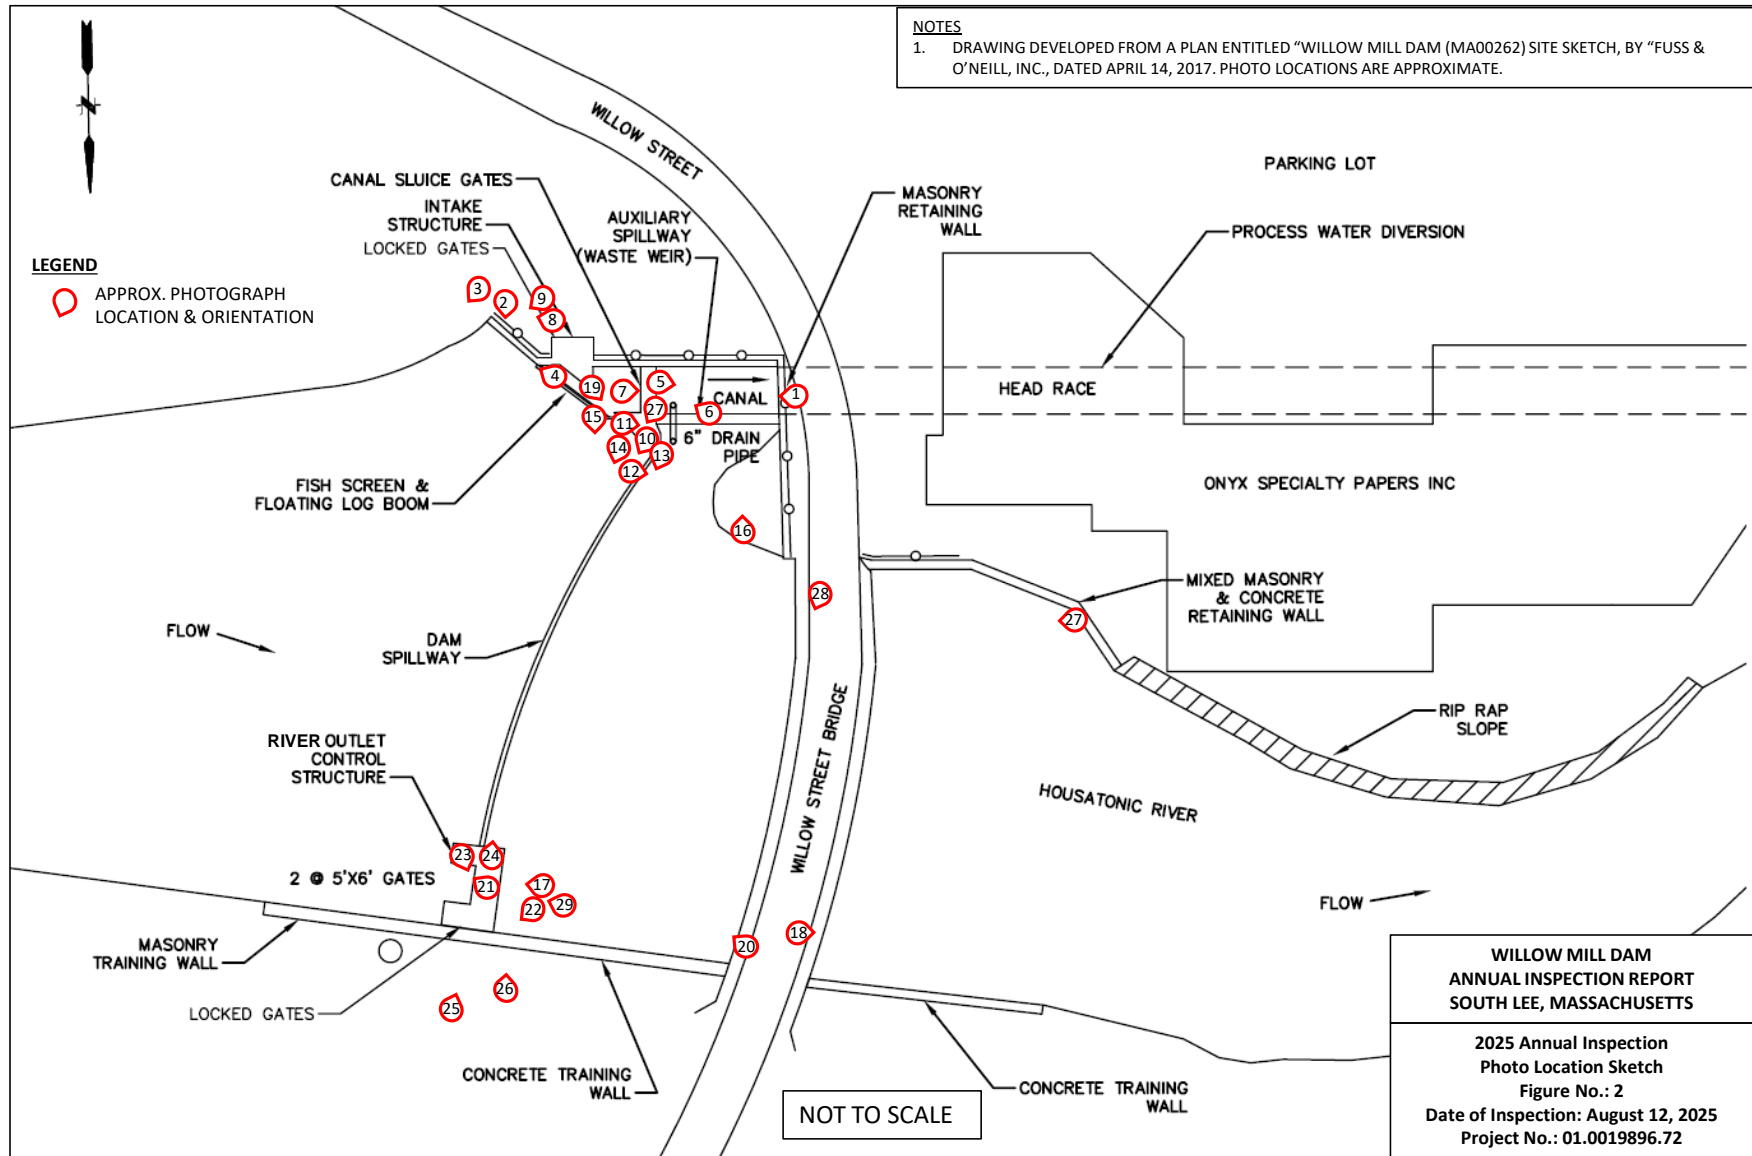 NOTES
1. DRAWING DEVELOPED FROM A PLAN ENTITLED “WILLOW MILL DAM (MA00262) SITE SKETCH, BY “FUSS &
O’NEILL, INC., DATED APRIL 14, 2017. PHOTO LOCATIONS ARE APPROXIMATE.
N
LEGEND
APPROX. PHOTOGRAPH
LOCATION & ORIENTATION
WILLOW STREET
PARKING LOT
CANAL SLUICE GATES
INTAKE
STRUCTURE
LOCKED GATES
AUXILIARY
SPILLWAY
(WASTE WEIR)
MASONRY
RETAINING
WALL
PROCESS WATER DIVERSION
3
2
9
8
4
19
7
5
CANAL
1
HEAD RACE
15
11
27
6
14
10
13
12
6" DRAIN
PIPE
FISH SCREEN &
FLOATING LOG BOOM
ONYX SPECIALTY PAPERS INC
16
28
MIXED MASONRY
& CONCRETE
RETAINING WALL
27
FLOW
DAM
SPILLWAY
WILLOW STREET BRIDGE
RIP RAP
SLOPE
RIVER OUTLET
CONTROL
STRUCTURE
HOUSATONIC RIVER
23
24
2 @ 5'X6' GATES
21
17
22
29
FLOW
20
18
MASONRY
TRAINING WALL
26
25
LOCKED GATES
CONCRETE TRAINING
WALL
CONCRETE TRAINING
WALL
NOT TO SCALE
WILLOW MILL DAM
ANNUAL INSPECTION REPORT
SOUTH LEE, MASSACHUSETTS
2025 Annual Inspection
Photo Location Sketch
Figure No.: 2
Date of Inspection: August 12, 2025
Project No.: 01.0019896.72